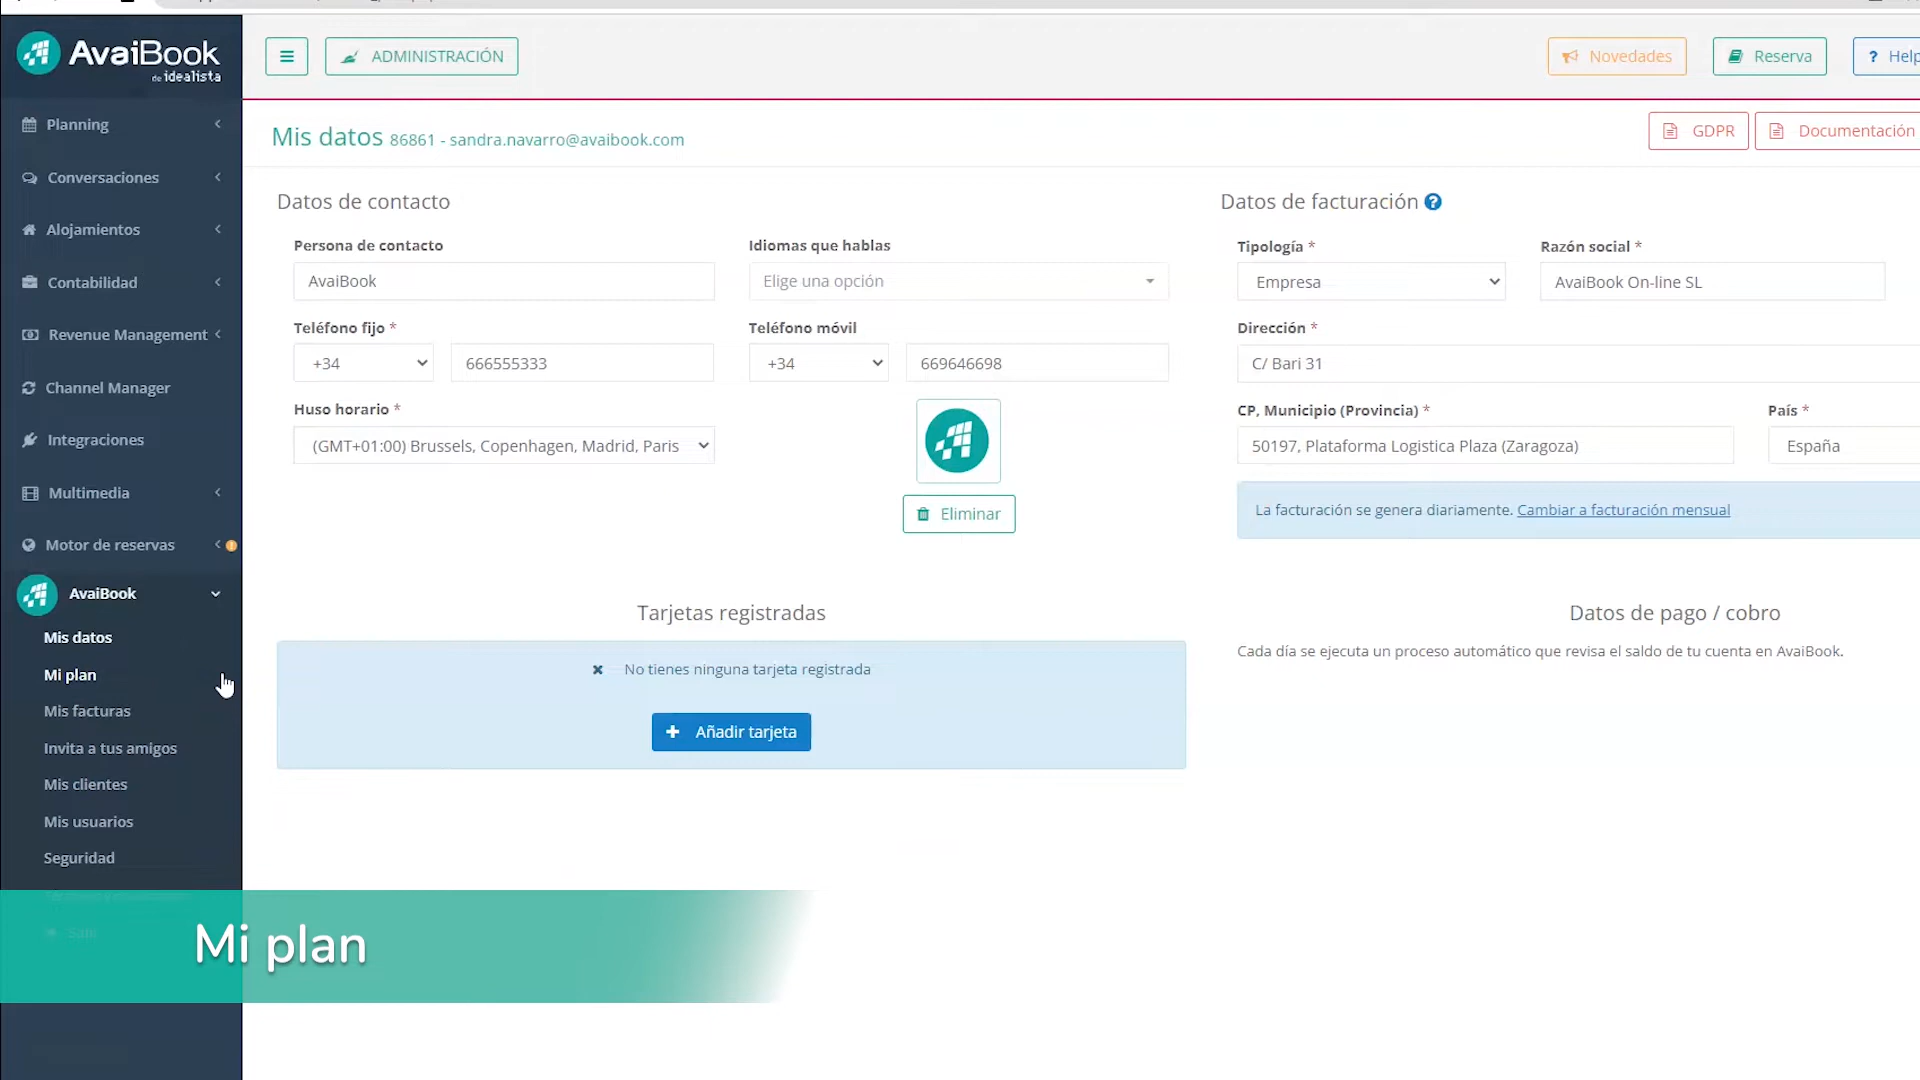 AvaiBook
de idealista
ADMINISTRACIÓN
Novedades
Reserva
? Help
Planning
Conversaciones
Alojamientos
Contabilidad
Revenue Management
Channel Manager
Integraciones
Multimedia
Motor de reservas
AvaiBook
Mis datos
Mi plan
Mis facturas
Invita a tus amigos
Mis clientes
Mis usuarios
Seguridad
Mis datos 86861 - sandra.navarro@avaibook.com
GDPR
Documentación
Datos de contacto
Persona de contacto
Idiomas que hablas
AvaiBook
Elige una opción
Teléfono fijo *
Teléfono móvil
+34
666555333
+34
669646698
Huso horario *
(GMT+01:00) Brussels, Copenhagen, Madrid, Paris
Eliminar
Datos de facturación ?
Tipología *
Razón social *
Empresa
AvaiBook On-line SL
Dirección *
C/ Bari 31
CP, Municipio (Provincia) *
País *
50197, Plataforma Logistica Plaza (Zaragoza)
España
La facturación se genera diariamente. Cambiar a facturación mensual
Tarjetas registradas
No tienes ninguna tarjeta registrada
+ Añadir tarjeta
Datos de pago / cobro
Cada día se ejecuta un proceso automático que revisa el saldo de tu cuenta en AvaiBook.
Mi plan